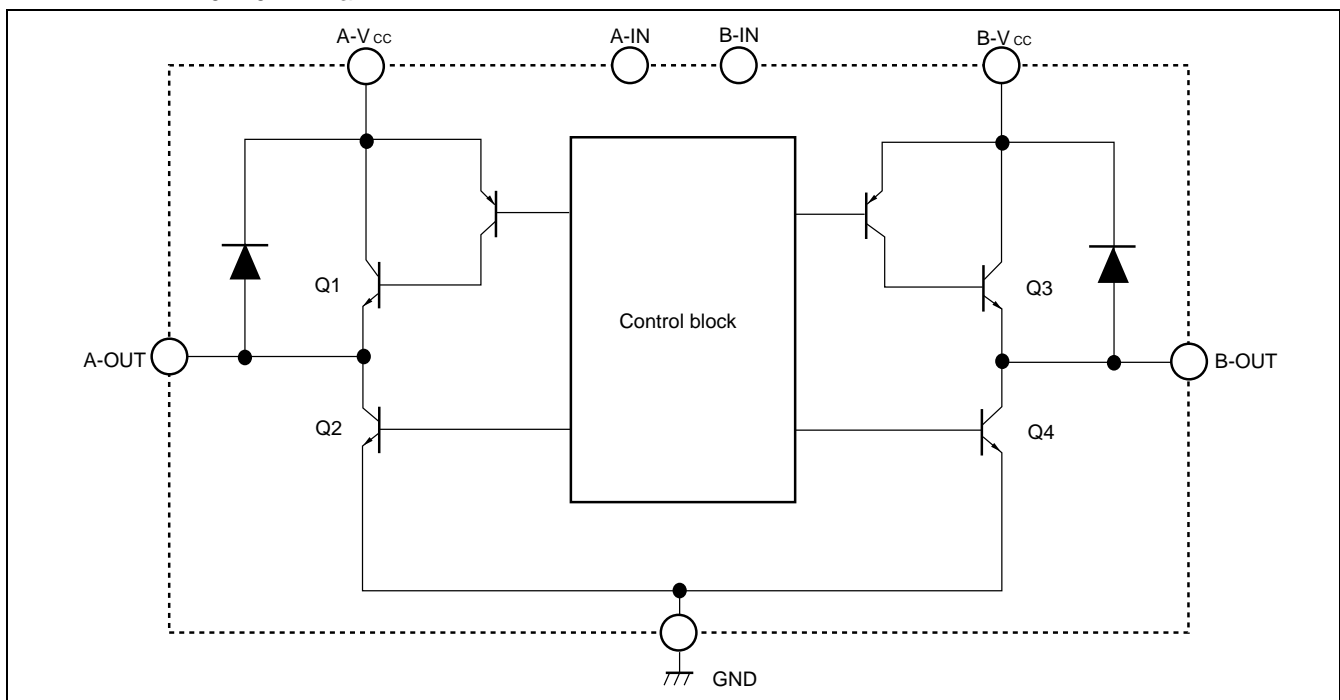 A-Vcc
A-IN
B-IN
B-Vcc
Q1
Q3
Control block
A-OUT
B-OUT
Q2
Q4
GND